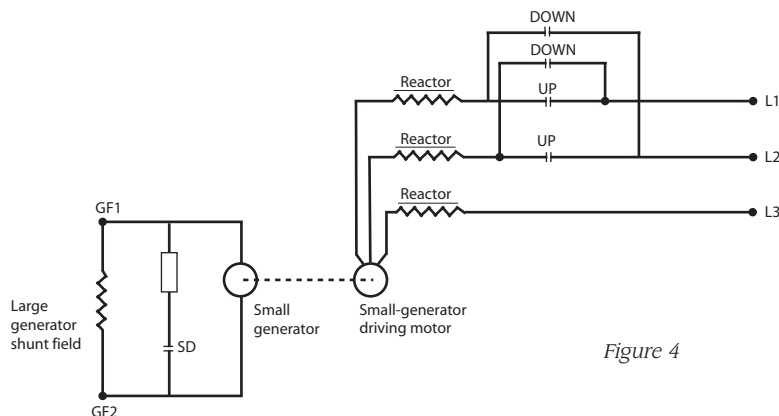 DOWN
DOWN
Reactor
UP
L1
Reactor
UP
L2
Reactor
L3
GF1
Large
generator
shunt field
SD
Small
generator
Small-generator
driving motor
Figure 4
GF2